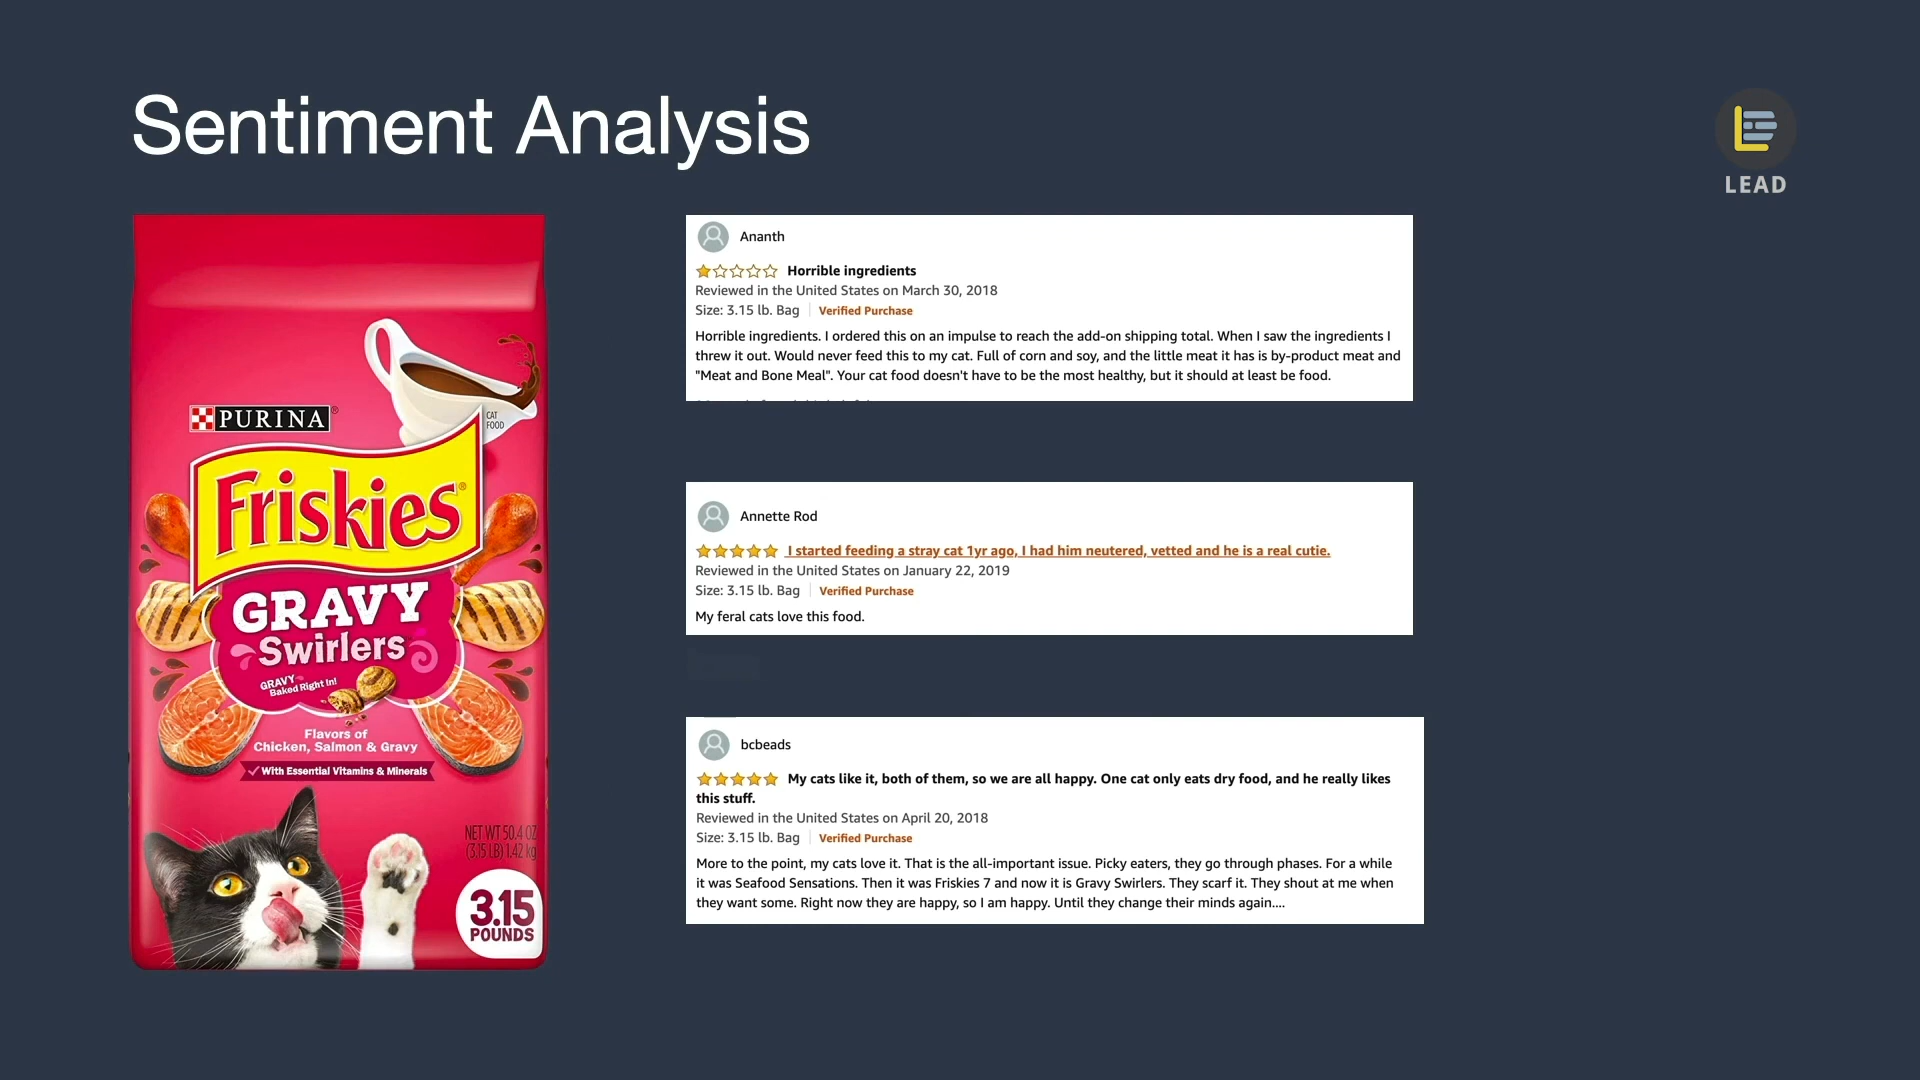 Sentiment Analysis
LEAD
PURINA
CAT
FOOD
Friskies
GRAVY
Swirlers
GRAVY
Baked Right In!
Flavors of
Chicken, Salmon & Gravy
With Essential Vitamins & Minerals
NET WT 50.4 OZ
(3.15 LB) 1.42 kg
3.15
POUNDS
Ananth
Horrible ingredients
Reviewed in the United States on March 30, 2018
Size: 3.15 lb. Bag Verified Purchase
Horrible ingredients. I ordered this on an impulse to reach the add-on shipping total. When I saw the ingredients I
threw it out. Would never feed this to my cat. Full of corn and soy, and the little meat it has is by-product meat and
"Meat and Bone Meal". Your cat food doesn't have to be the most healthy, but it should at least be food.
Annette Rod
I started feeding a stray cat 1yr ago, I had him neutered, vetted and he is a real cutie.
Reviewed in the United States on January 22, 2019
Size: 3.15 lb. Bag Verified Purchase
My feral cats love this food.
bcbeads
My cats like it, both of them, so we are all happy. One cat only eats dry food, and he really likes
this stuff.
Reviewed in the United States on April 20, 2018
Size: 3.15 lb. Bag Verified Purchase
More to the point, my cats love it. That is the all-important issue. Picky eaters, they go through phases. For a while
it was Seafood Sensations. Then it was Friskies 7 and now it is Gravy Swirlers. They scarf it. They shout at me when
they want some. Right now they are happy, so I am happy. Until they change their minds again....